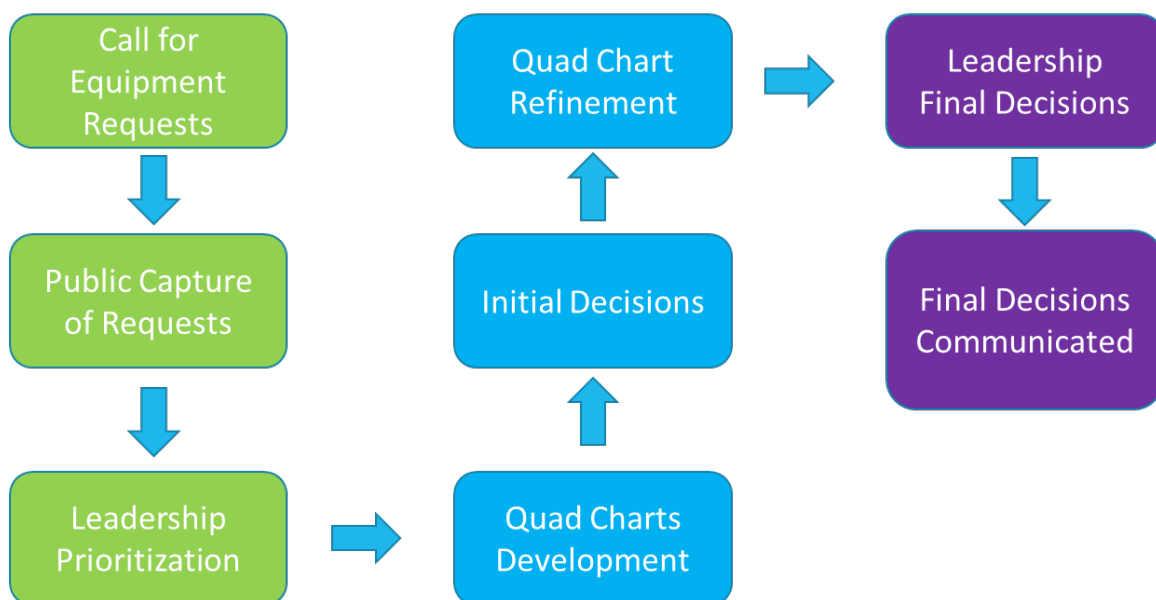 Call for
Equipment
Requests
Public Capture
of Requests
Leadership
Prioritization
Quad Charts
Development
Initial Decisions
Quad Chart
Refinement
Leadership
Final Decisions
Final Decisions
Communicated